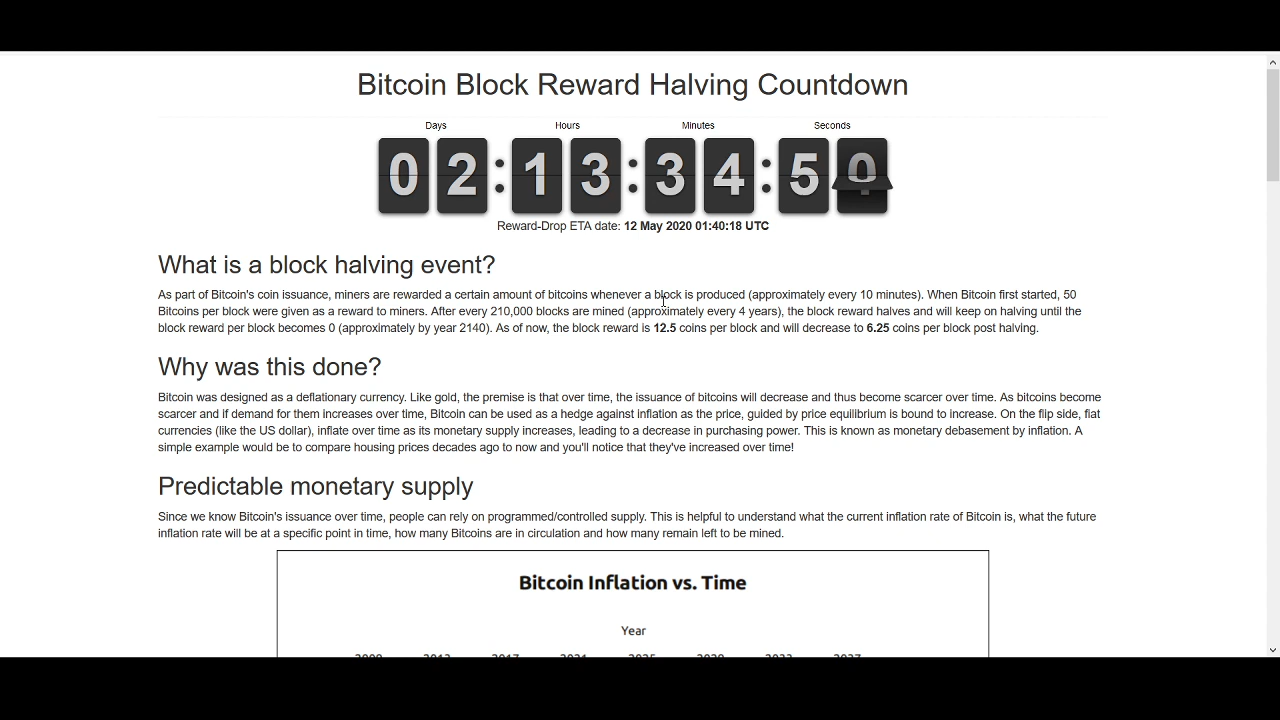 Bitcoin Block Reward Halving Countdown
Days Hours Minutes Seconds
02:13:34:50
Reward-Drop ETA date: 12 May 2020 01:40:18 UTC
What is a block halving event?
As part of Bitcoin's coin issuance, miners are rewarded a certain amount of bitcoins whenever a block is produced (approximately every 10 minutes). When Bitcoin first started, 50
Bitcoins per block were given as a reward to miners. After every 210,000 blocks are mined (approximately every 4 years), the block reward halves and will keep on halving until the
block reward per block becomes 0 (approximately by year 2140). As of now, the block reward is 12.5 coins per block and will decrease to 6.25 coins per block post halving.
Why was this done?
Bitcoin was designed as a deflationary currency. Like gold, the premise is that over time, the issuance of bitcoins will decrease and thus become scarcer over time. As bitcoins become
scarcer and if demand for them increases over time, Bitcoin can be used as a hedge against inflation as the price, guided by price equilibrium is bound to increase. On the flip side, fiat
currencies (like the US dollar), inflate over time as its monetary supply increases, leading to a decrease in purchasing power. This is known as monetary debasement by inflation. A
simple example would be to compare housing prices decades ago to now and you'll notice that they've increased over time!
Predictable monetary supply
Since we know Bitcoin's issuance over time, people can rely on programmed/controlled supply. This is helpful to understand what the current inflation rate of Bitcoin is, what the future
inflation rate will be at a specific point in time, how many Bitcoins are in circulation and how many remain left to be mined.
Bitcoin Inflation vs. Time
Year
2009 2013 2017 2021 2025 2029 2033 2037